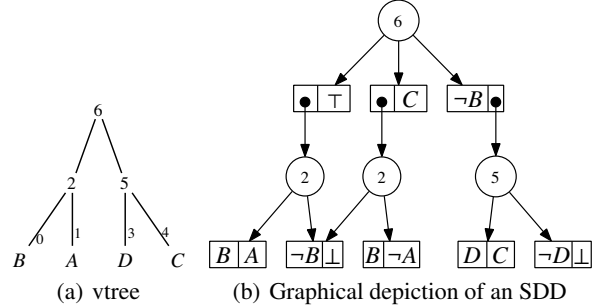 6
⊤
C
¬B
6
2
5
2
2
5
0
1
3
4
B
A
D
C
B A
¬B ⊥
B ¬A
D C
¬D ⊥
(a) vtree
(b) Graphical depiction of an SDD